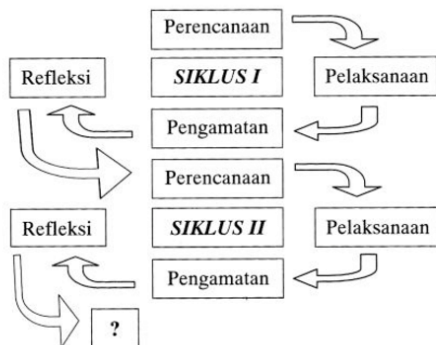 Perencanaan
Refleksi
SIKLUS I
Pelaksanaan
Pengamatan
Perencanaan
Refleksi
SIKLUS II
Pelaksanaan
Pengamatan
?